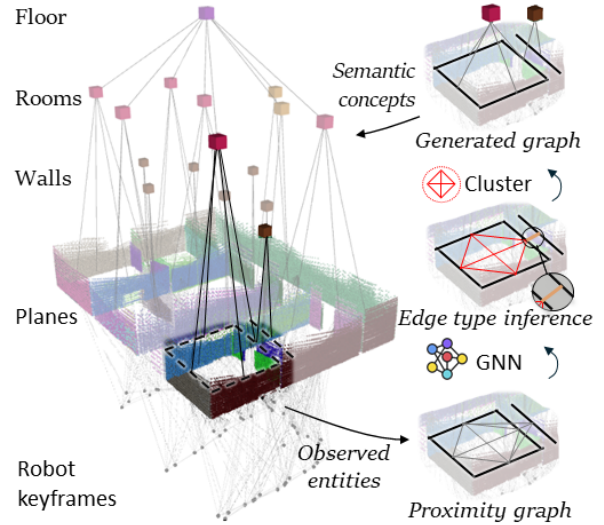 Floor
Rooms
Walls
Planes
Robot
keyframes
Semantic
concepts
Generated graph
Cluster
Edge type inference
GNN
Observed
entities
Proximity graph